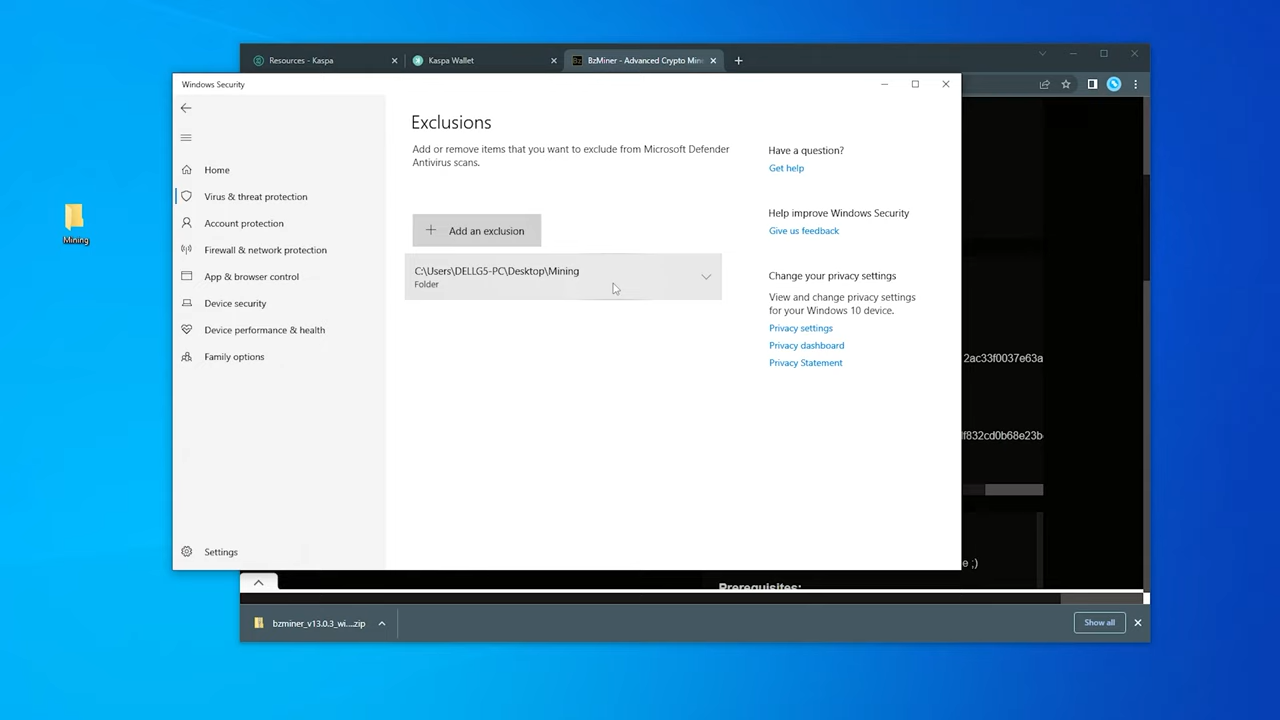 Resources - Kaspa
Kaspa Wallet
BzMiner - Advanced Crypto Min
Windows Security
Exclusions
Add or remove items that you want to exclude from Microsoft Defender
Antivirus scans.
Add an exclusion
C:\Users\DELLG5-PC\Desktop\Mining
Folder
Home
Virus & threat protection
Account protection
Firewall & network protection
App & browser control
Device security
Device performance & health
Family options
Settings
Have a question?
Get help
Help improve Windows Security
Give us feedback
Change your privacy settings
View and change privacy settings
for your Windows 10 device.
Privacy settings
Privacy dashboard
Privacy Statement
Mining
2ac33f0037e63a
f832cd0b68e23b
e ;)
Prerequisites:
bzminer_v13.0.3_wi....zip
Show all